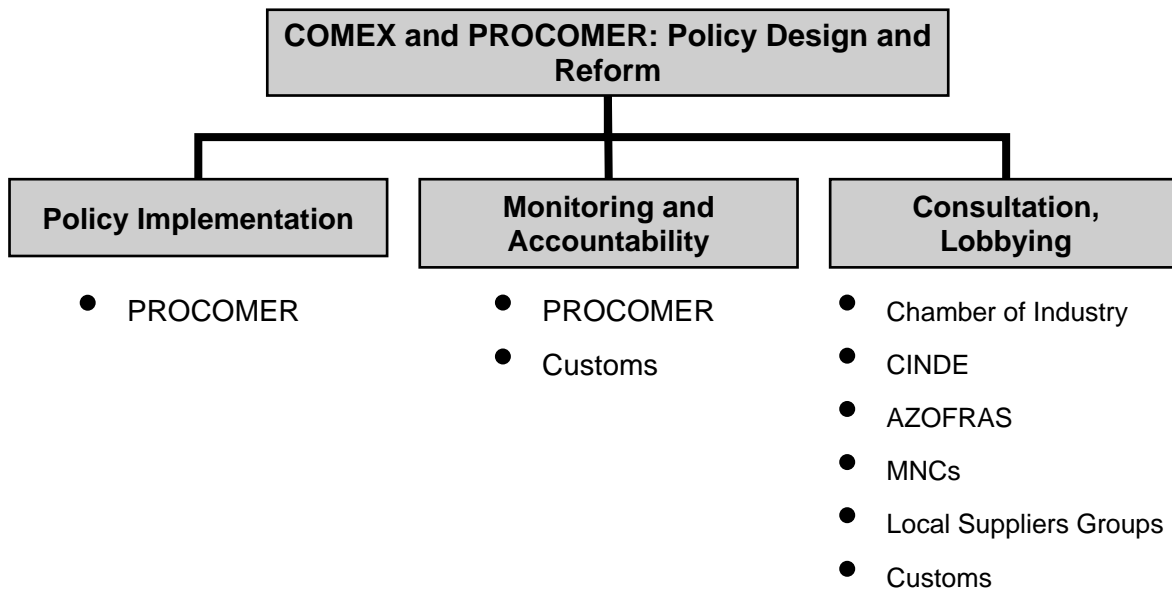 COMEX and PROCOMER: Policy Design and
Reform
Policy Implementation
● PROCOMER
Monitoring and
Accountability
● PROCOMER
● Customs
Consultation,
Lobbying
● Chamber of Industry
● CINDE
● AZOFRAS
● MNCs
● Local Suppliers Groups
● Customs